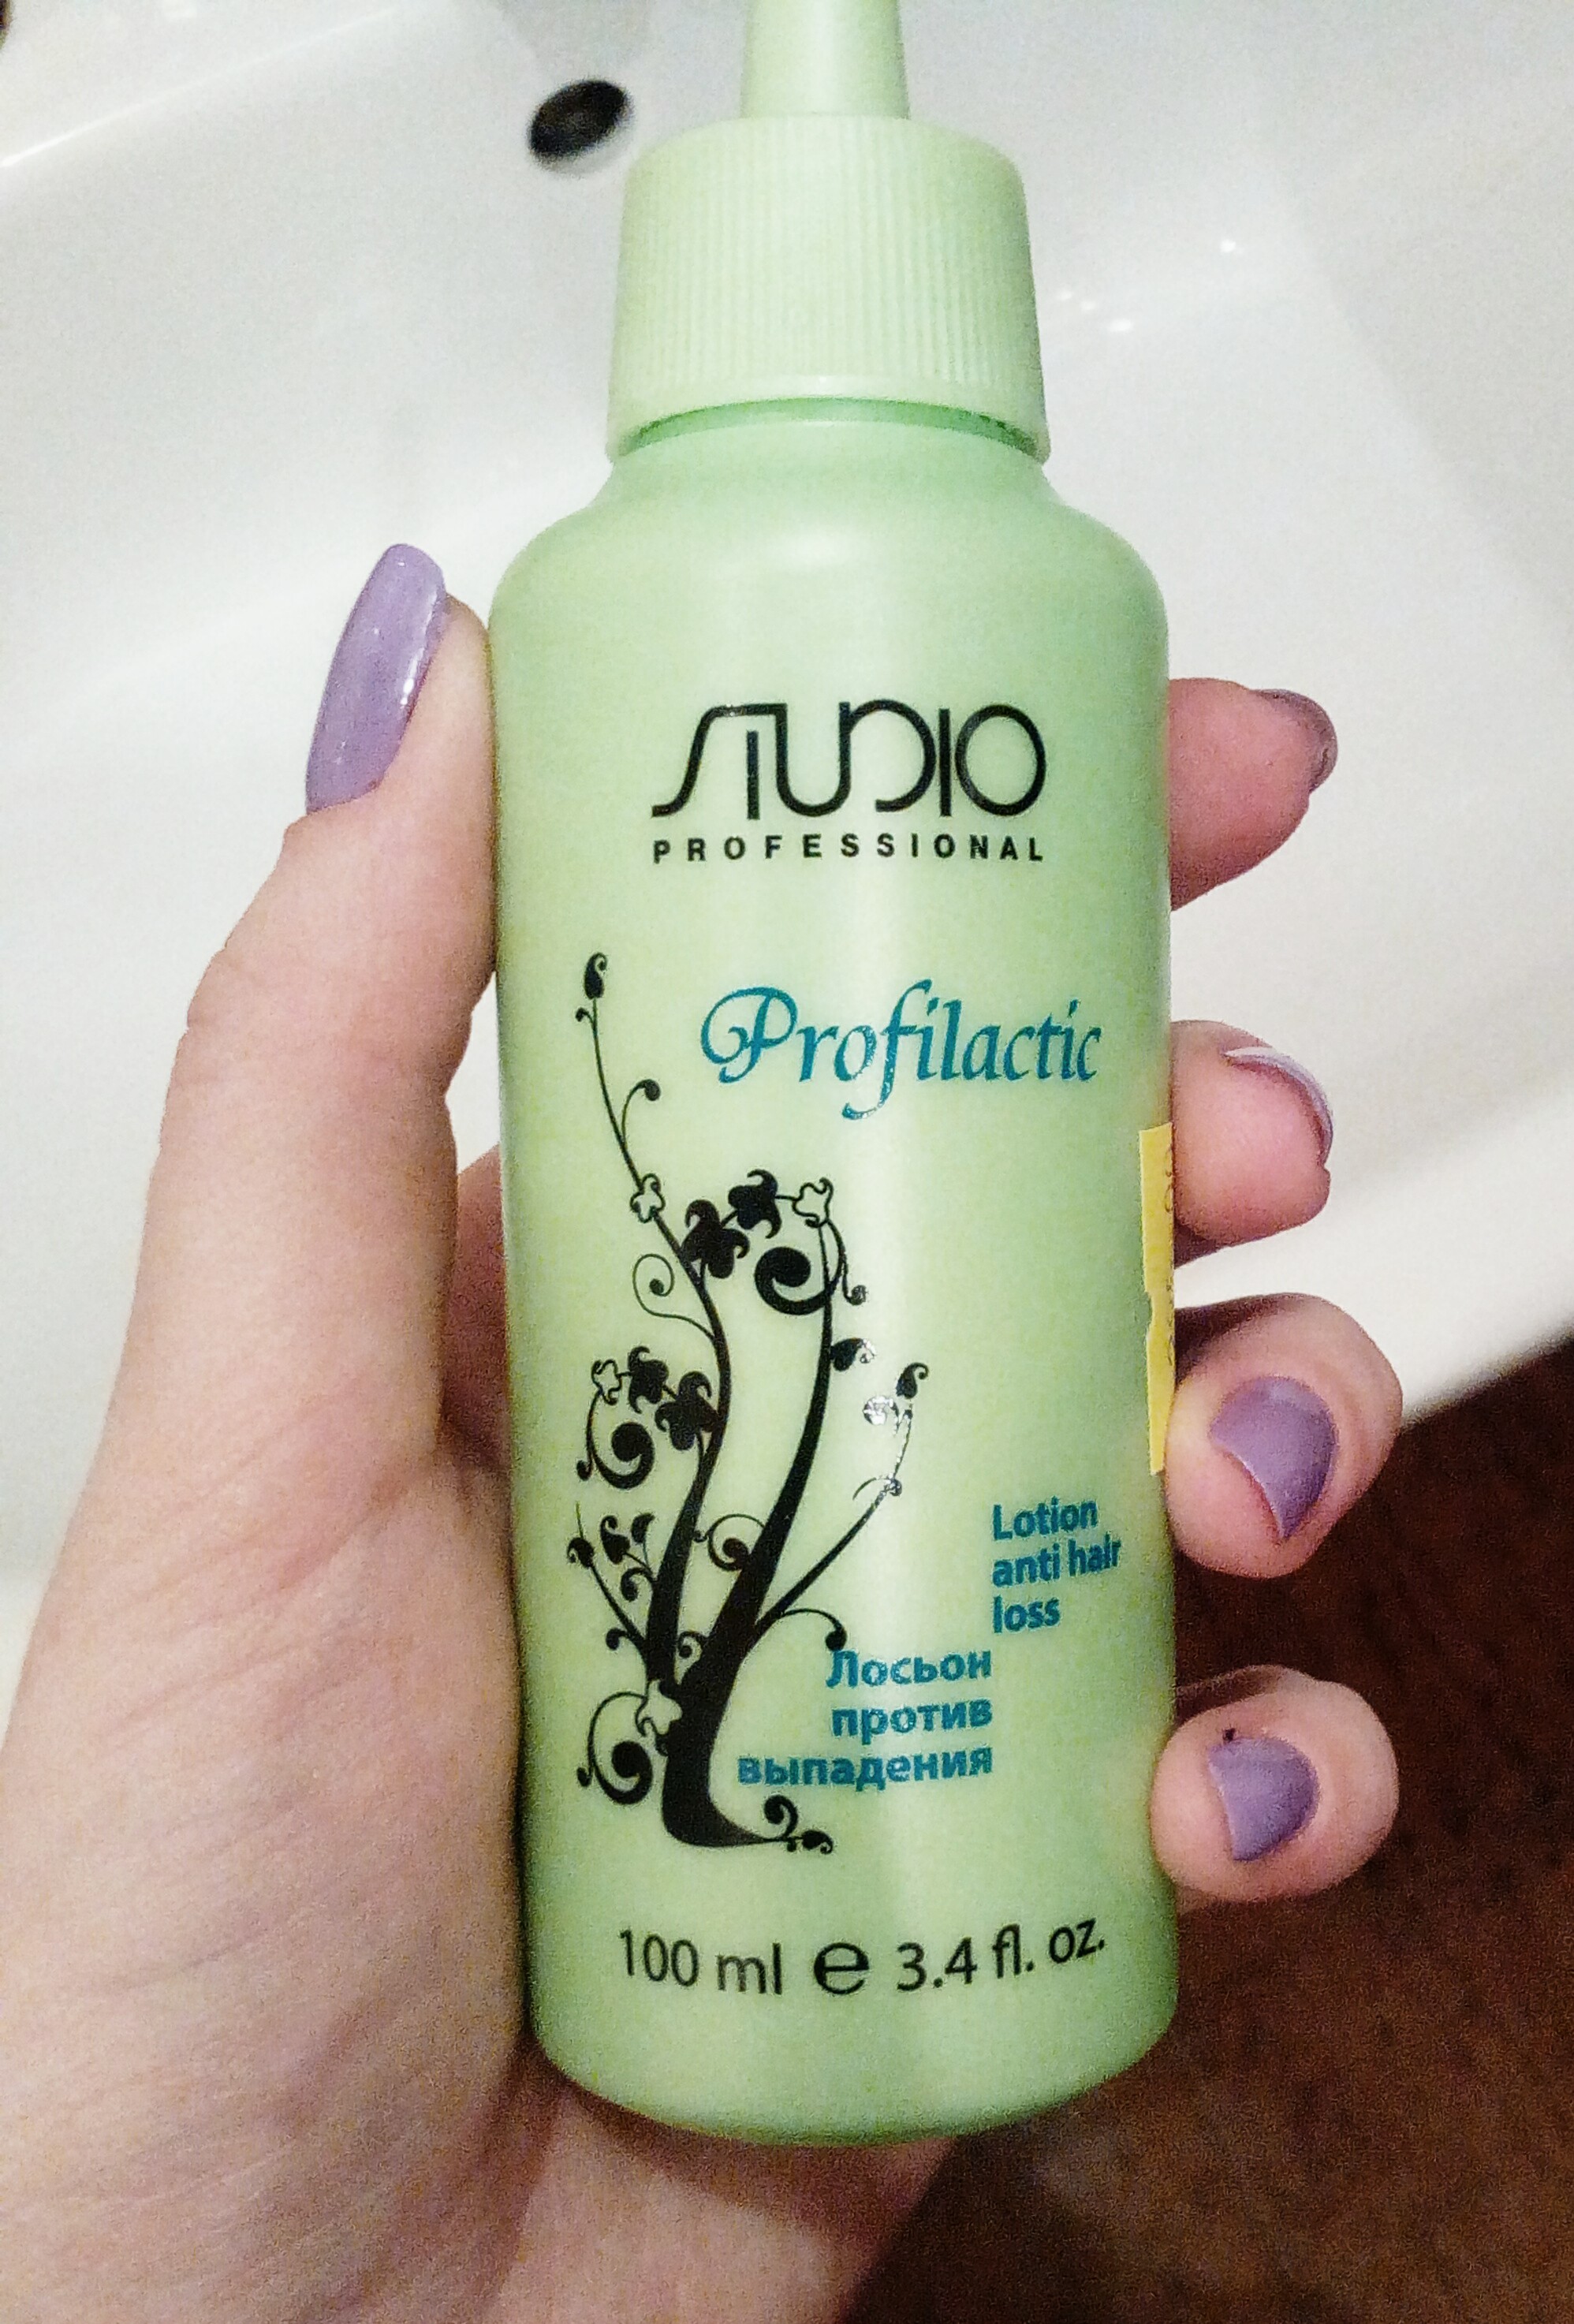 STUDIO
PROFESSIONAL
Profilactic
Lotion
anti hair
loss
Лосьон
против
выпадения
100 ml e 3.4 fl. oz.